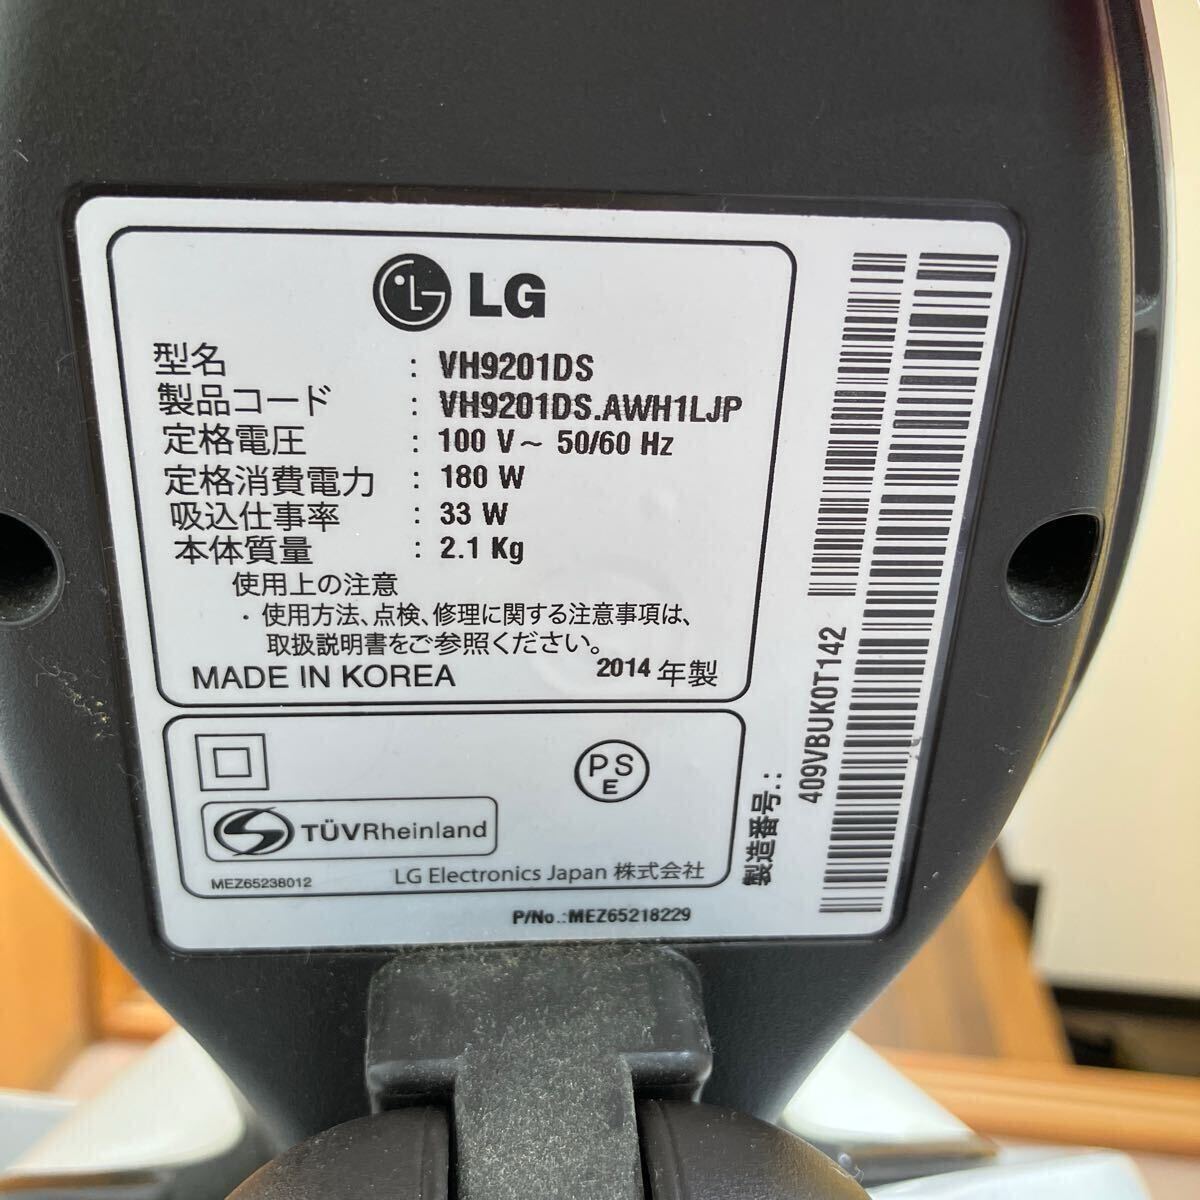 LG
型名 : VH9201DS
製品コード : VH9201DS.AWH1LJP
定格電圧 : 100 V～ 50/60 Hz
定格消費電力 : 180 W
吸込仕事率 : 33 W
本体質量 : 2.1 Kg
使用上の注意
・使用方法、点検、修理に関する注意事項は、
取扱説明書をご参照ください。
MADE IN KOREA 2014 年製
PS
E
TÜVRheinland
MEZ65238012 LG Electronics Japan 株式会社
P/No.:MEZ65218229
製造番号.: 409VBUK0T142